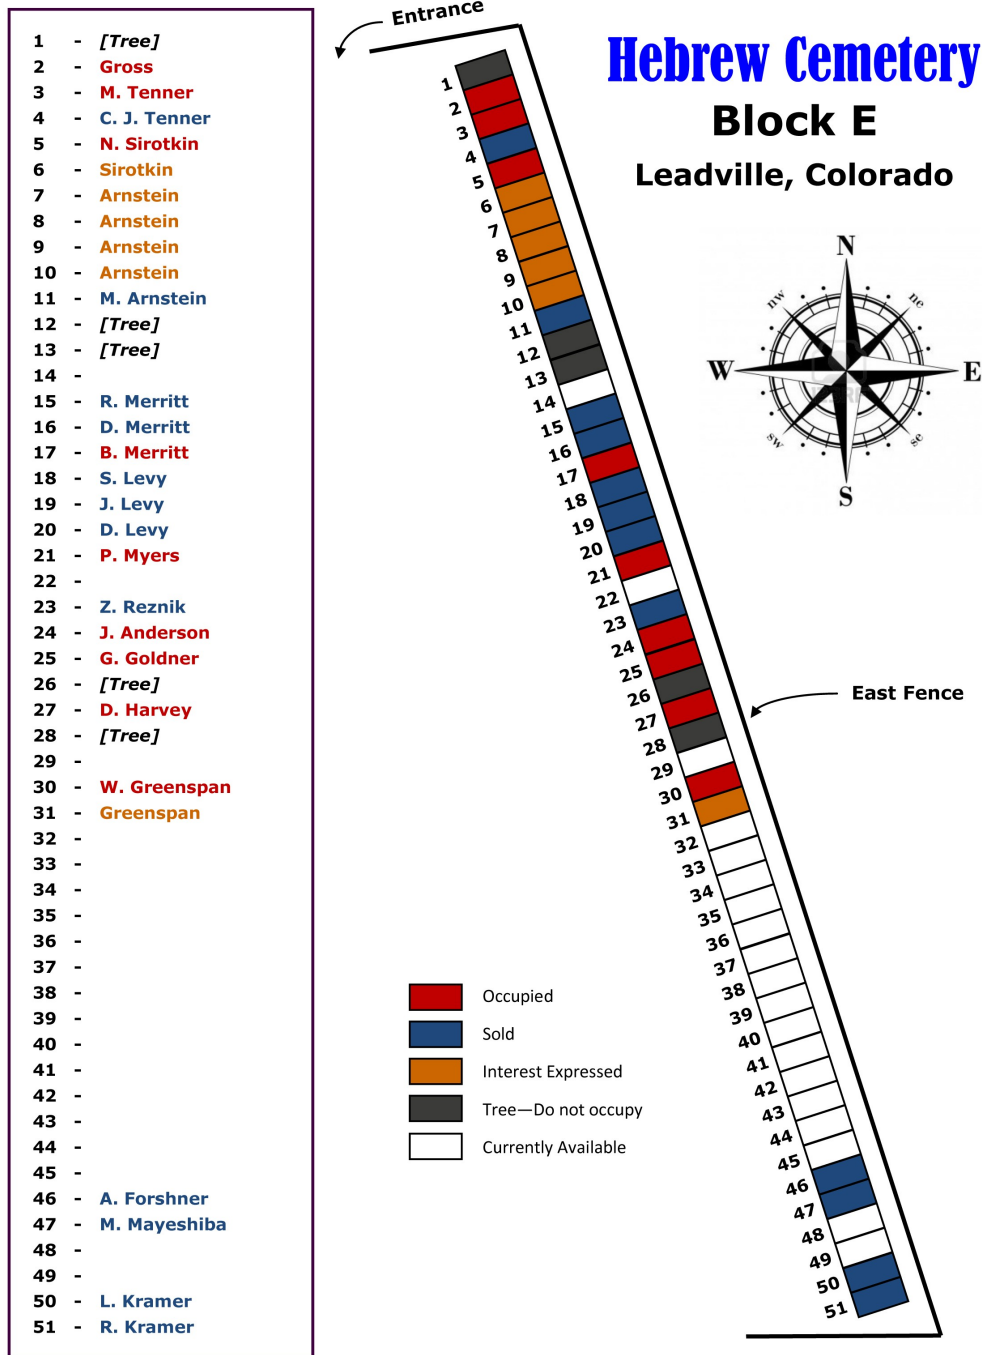 1 - [Tree]
2 - Gross
3 - M. Tenner
4 - C. J. Tenner
5 - N. Sirotkin
6 - Sirotkin
7 - Arnstein
8 - Arnstein
9 - Arnstein
10 - Arnstein
11 - M. Arnstein
12 - [Tree]
13 - [Tree]
14 -
15 - R. Merritt
16 - D. Merritt
17 - B. Merritt
18 - S. Levy
19 - J. Levy
20 - D. Levy
21 - P. Myers
22 -
23 - Z. Reznik
24 - J. Anderson
25 - G. Goldner
26 - [Tree]
27 - D. Harvey
28 - [Tree]
29 -
30 - W. Greenspan
31 - Greenspan
32 -
33 -
34 -
35 -
36 -
37 -
38 -
39 -
40 -
41 -
42 -
43 -
44 -
45 -
46 - A. Forshner
47 - M. Mayeshiba
48 -
49 -
50 - L. Kramer
51 - R. Kramer
Entrance
1
2
3
4
5
6
7
8
9
10
11
12
13
14
15
16
17
18
19
20
21
22
23
24
25
26
27
28
29
30
31
32
33
34
35
36
37
38
39
40
41
42
43
44
45
46
47
48
49
50
51
Hebrew Cemetery
Block E
Leadville, Colorado
N
nw
ne
W
E
sw
se
S
East Fence
Occupied
Sold
Interest Expressed
Tree—Do not occupy
Currently Available